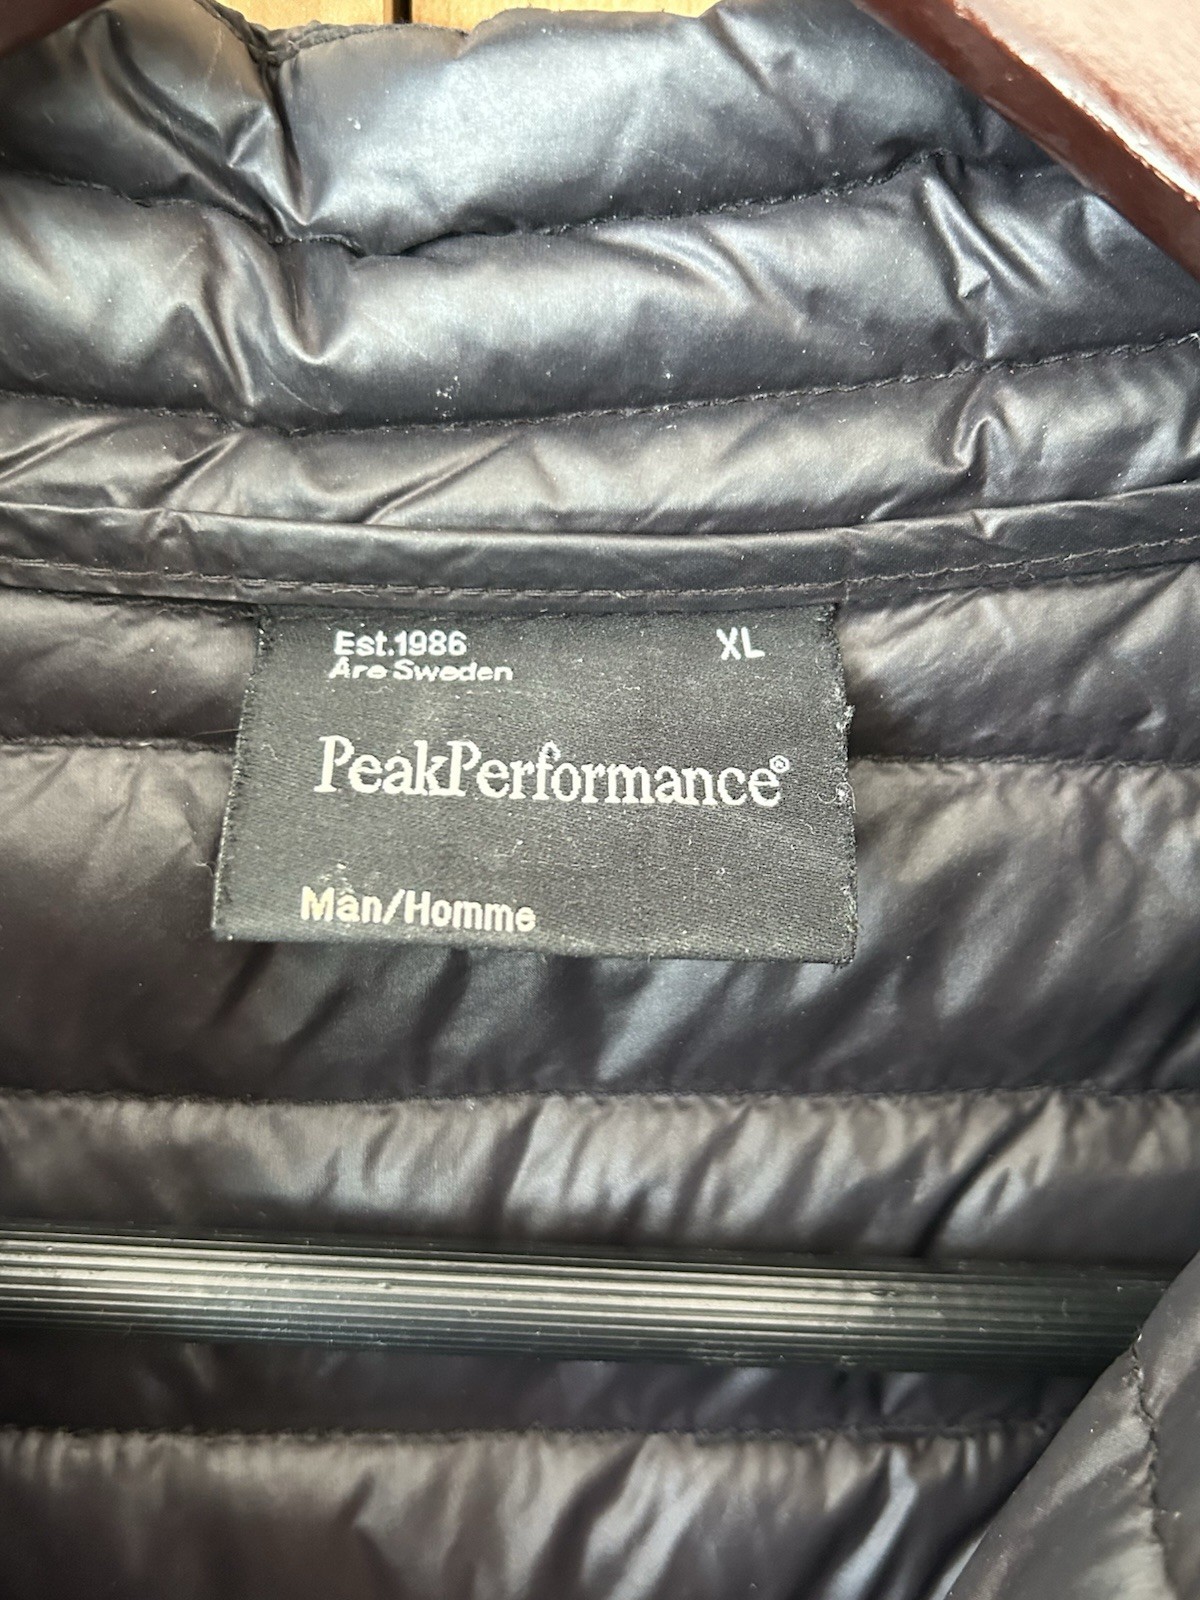 Est.1986 XL
Åre Sweden
PeakPerformance®
Man/Homme